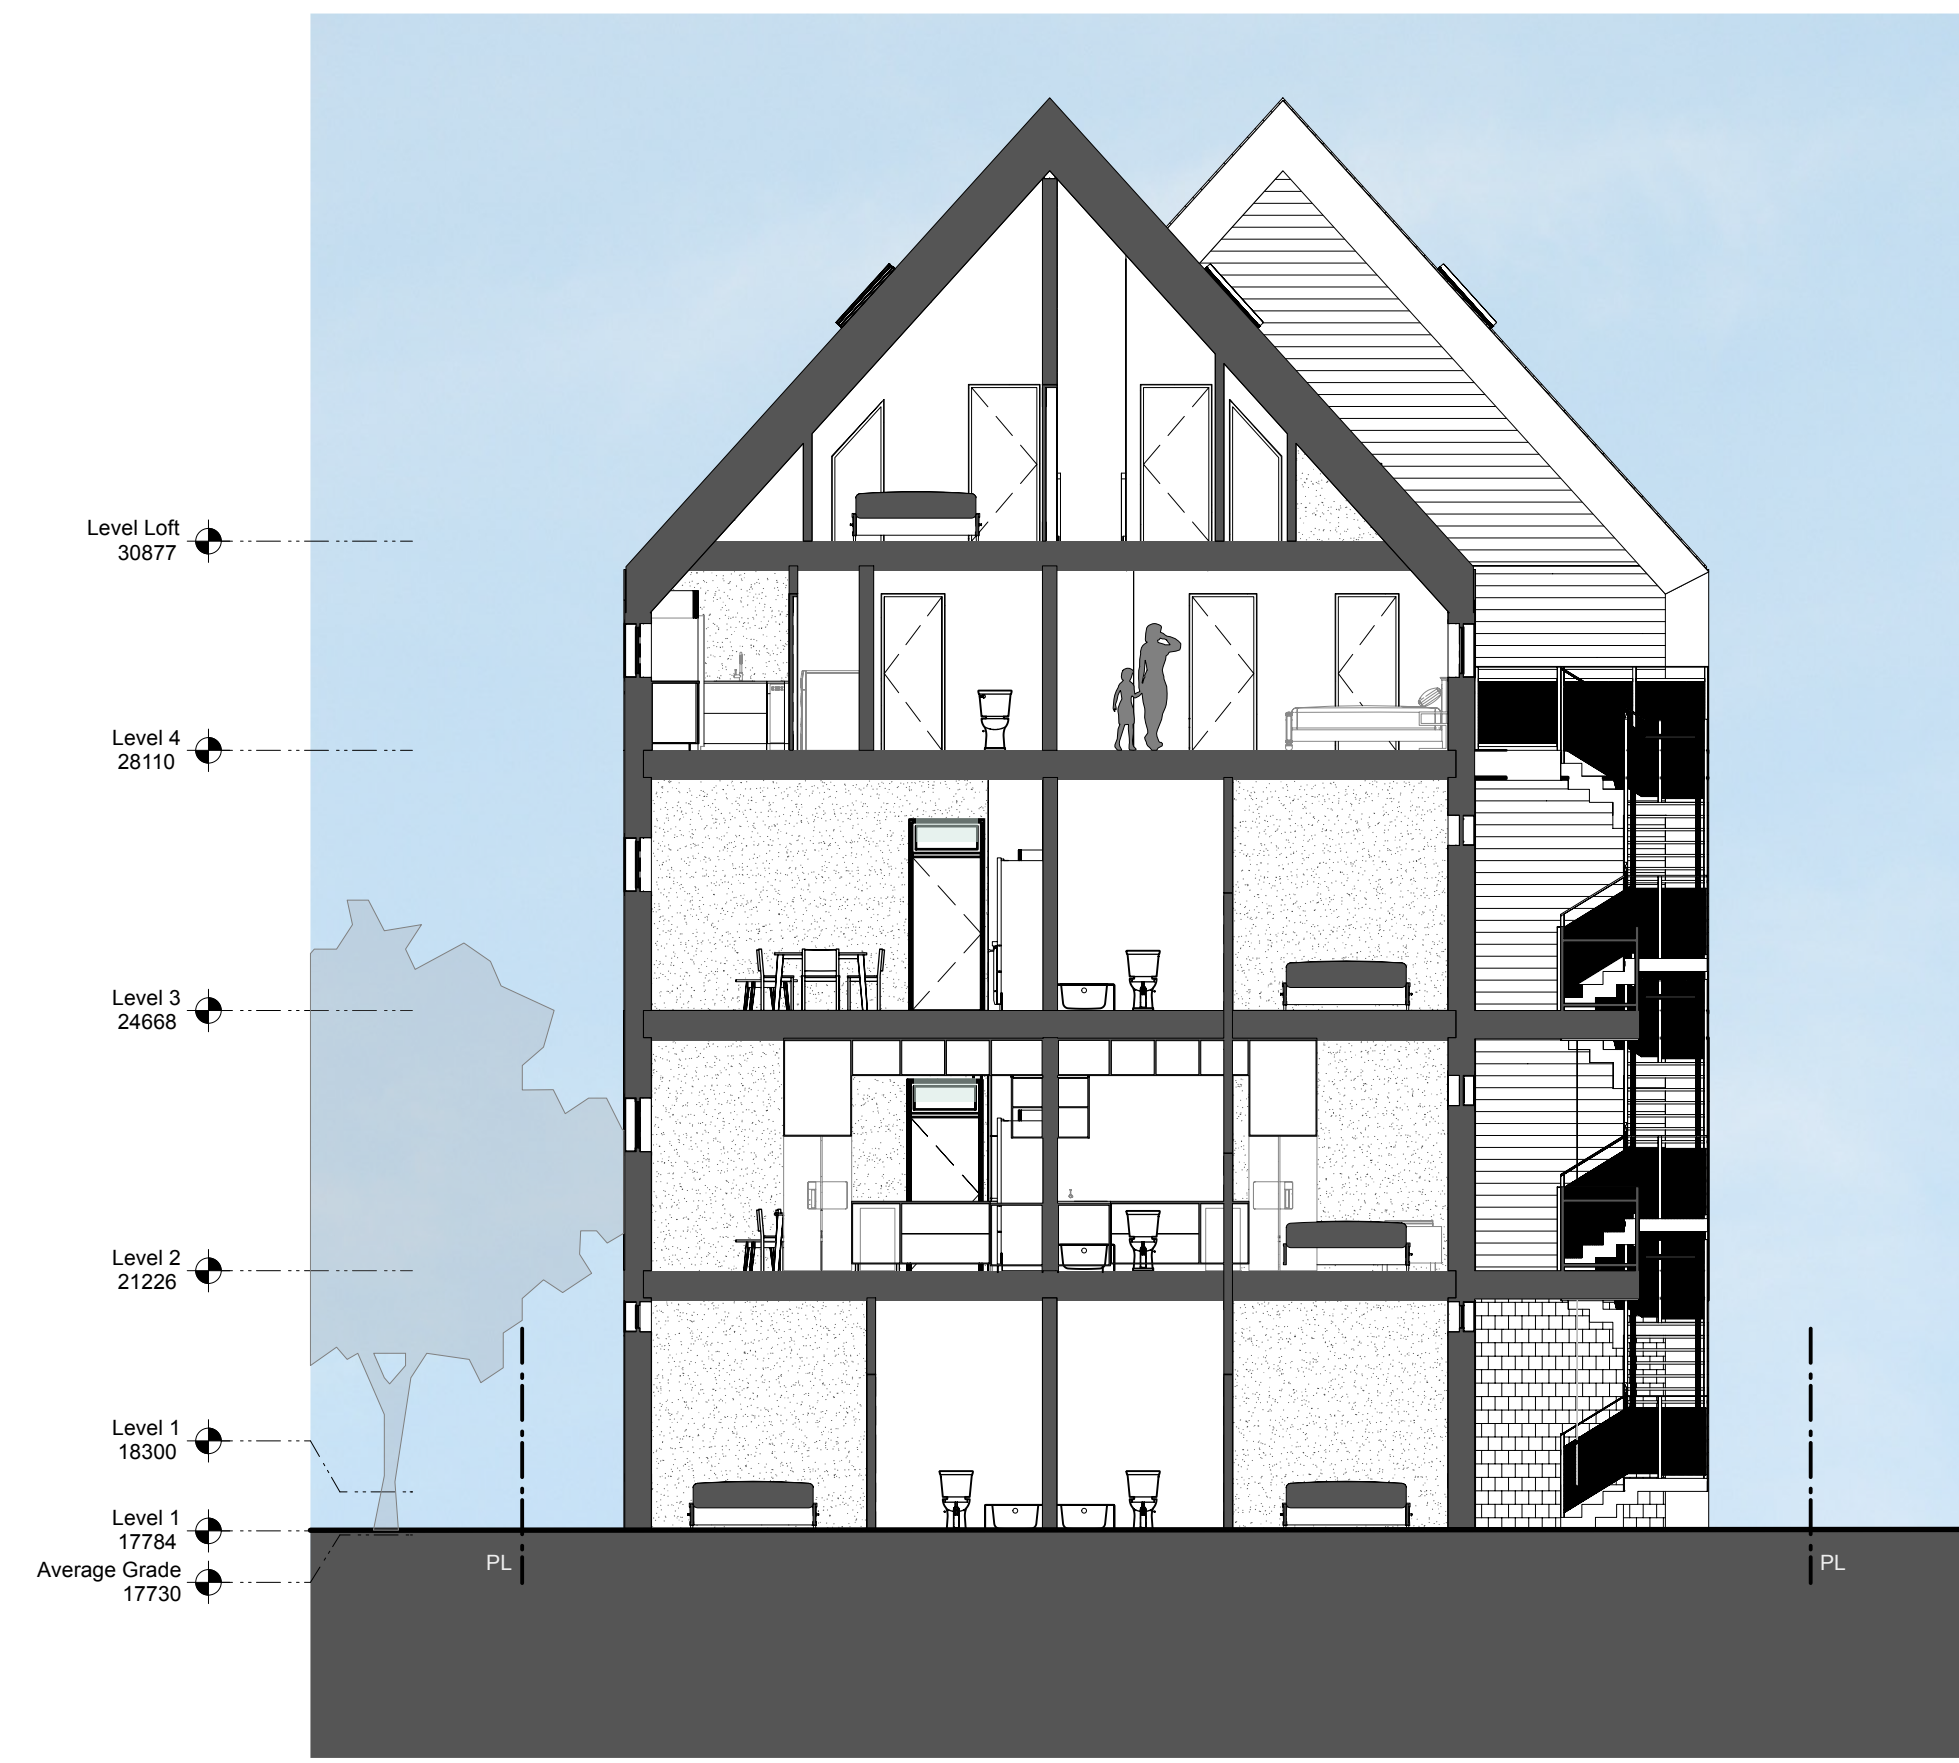 Level Loft
30877
Level 4
28110
Level 3
24668
Level 2
21226
Level 1
18300
Level 1
17784
Average Grade
17730
PL
PL